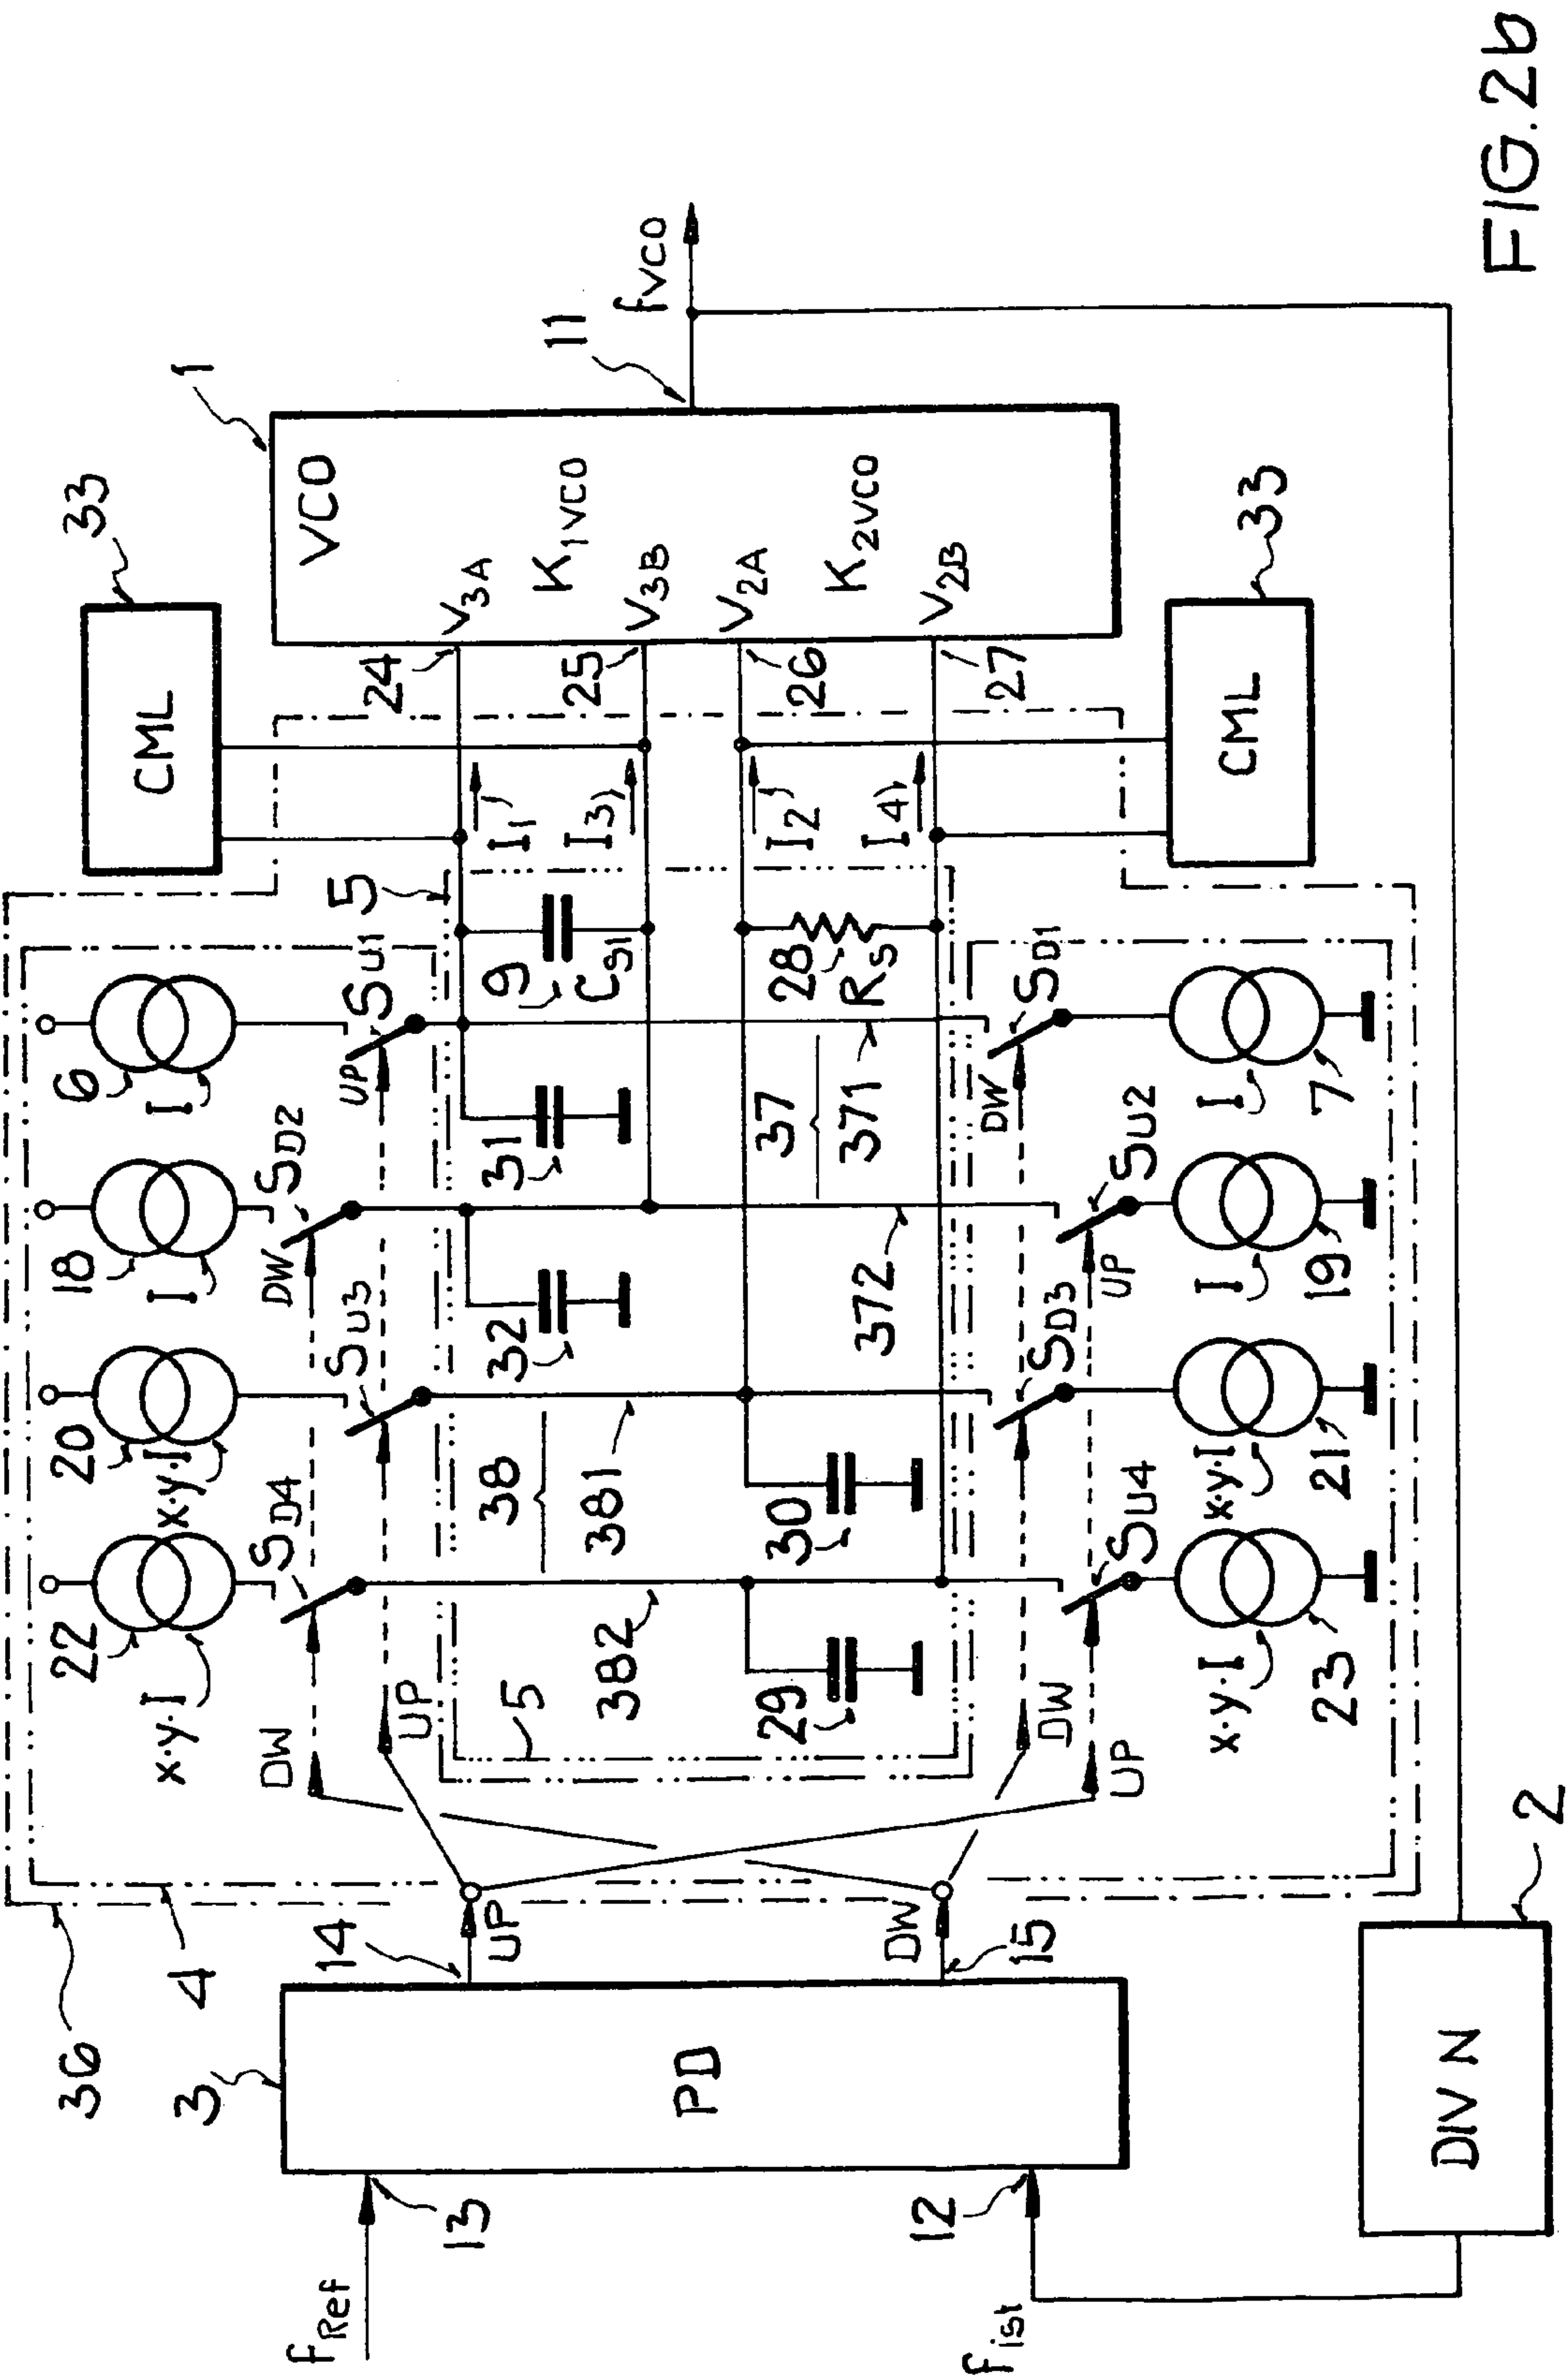 FIG. 2b
36
4
22
x·y·I
20
x·y·I
18
I
6
I
33
CML
DW
SD4
SU3
DW
SD2
UP
SU1
5
UP
3
14
UP
fRef
13
PD
DW
15
12
fist
5
382
38
381
32
31
9
CS1
29
30
372
37
371
28
RS
I1
I3
I2
I4
24
25
26
27
1
VCO
V3A
K1VCO
V3B
V2A
K2VCO
V2B
11
fVCO
DW
UP
SU4
SD3
UP
SU2
DW
SD1
x·y·I
23
x·y·I
21
I
19
I
7
CML
33
DIV N
2